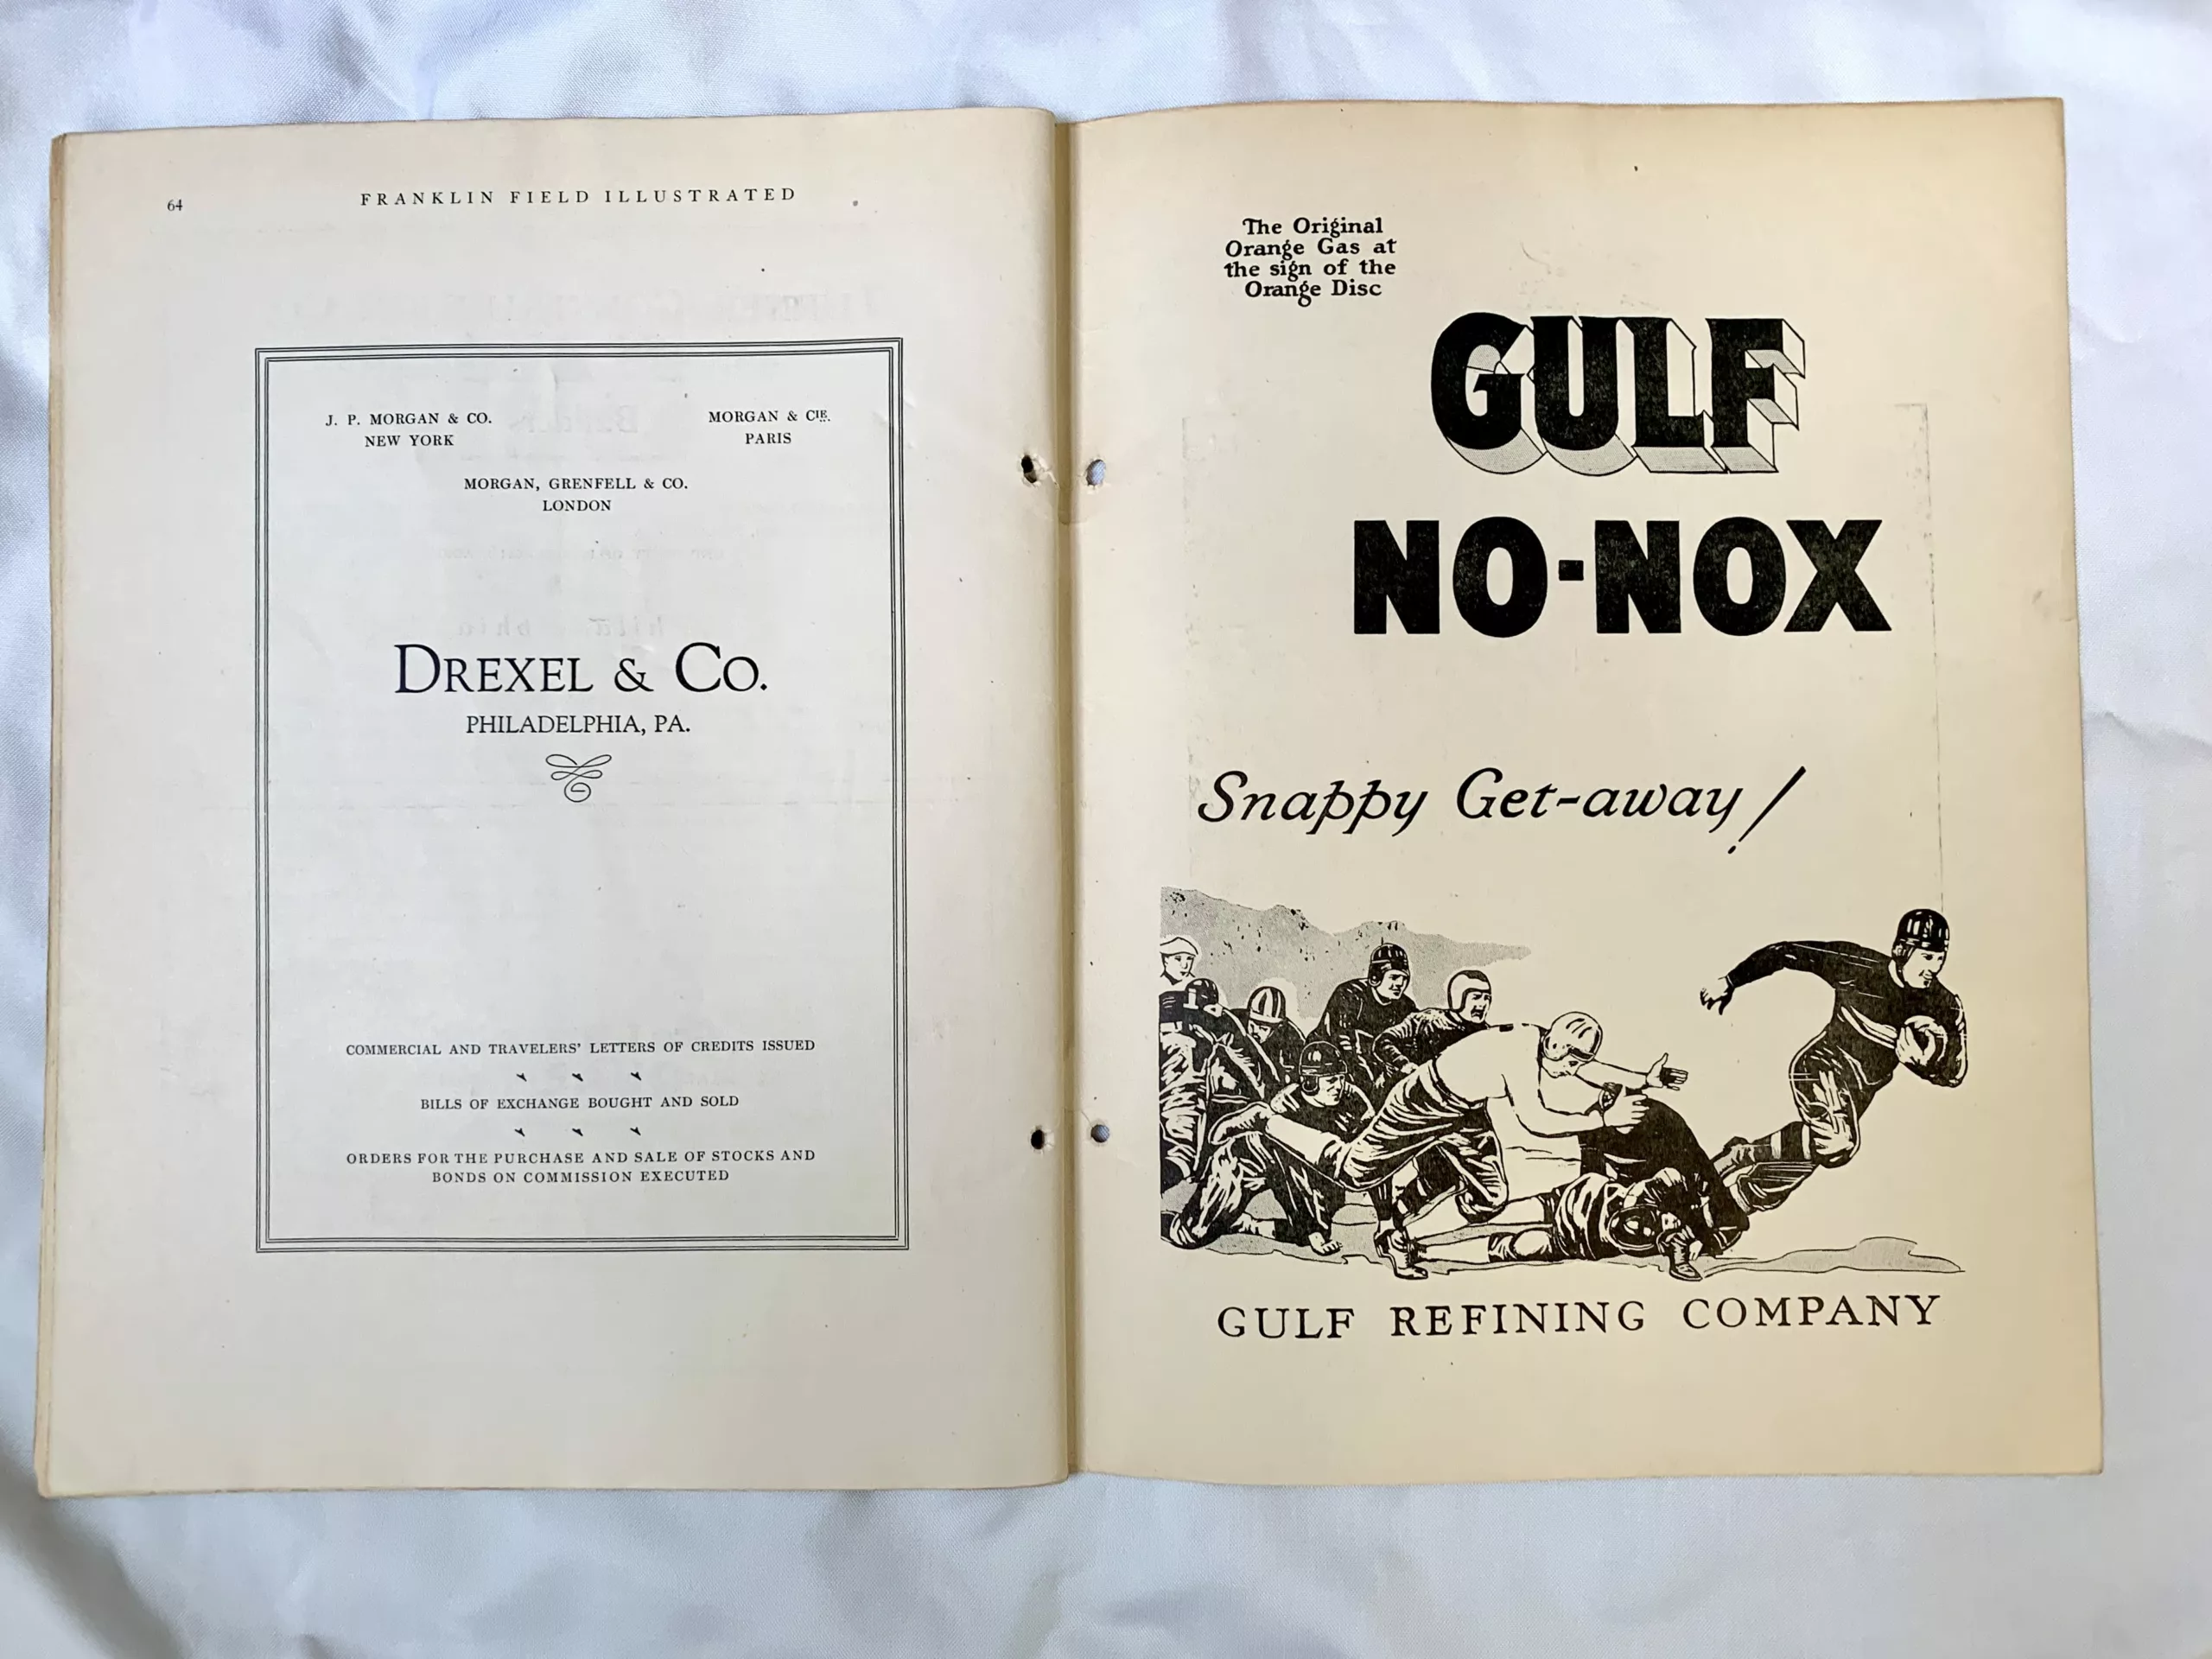 64
FRANKLIN FIELD ILLUSTRATED
J. P. MORGAN & CO.
NEW YORK
MORGAN & CIE.
PARIS
MORGAN, GRENFELL & CO.
LONDON
DREXEL & CO.
PHILADELPHIA, PA.
COMMERCIAL AND TRAVELERS' LETTERS OF CREDITS ISSUED
BILLS OF EXCHANGE BOUGHT AND SOLD
ORDERS FOR THE PURCHASE AND SALE OF STOCKS AND
BONDS ON COMMISSION EXECUTED
The Original
Orange Gas at
the sign of the
Orange Disc
GULF
NO-NOX
Snappy Get-away!
GULF REFINING COMPANY